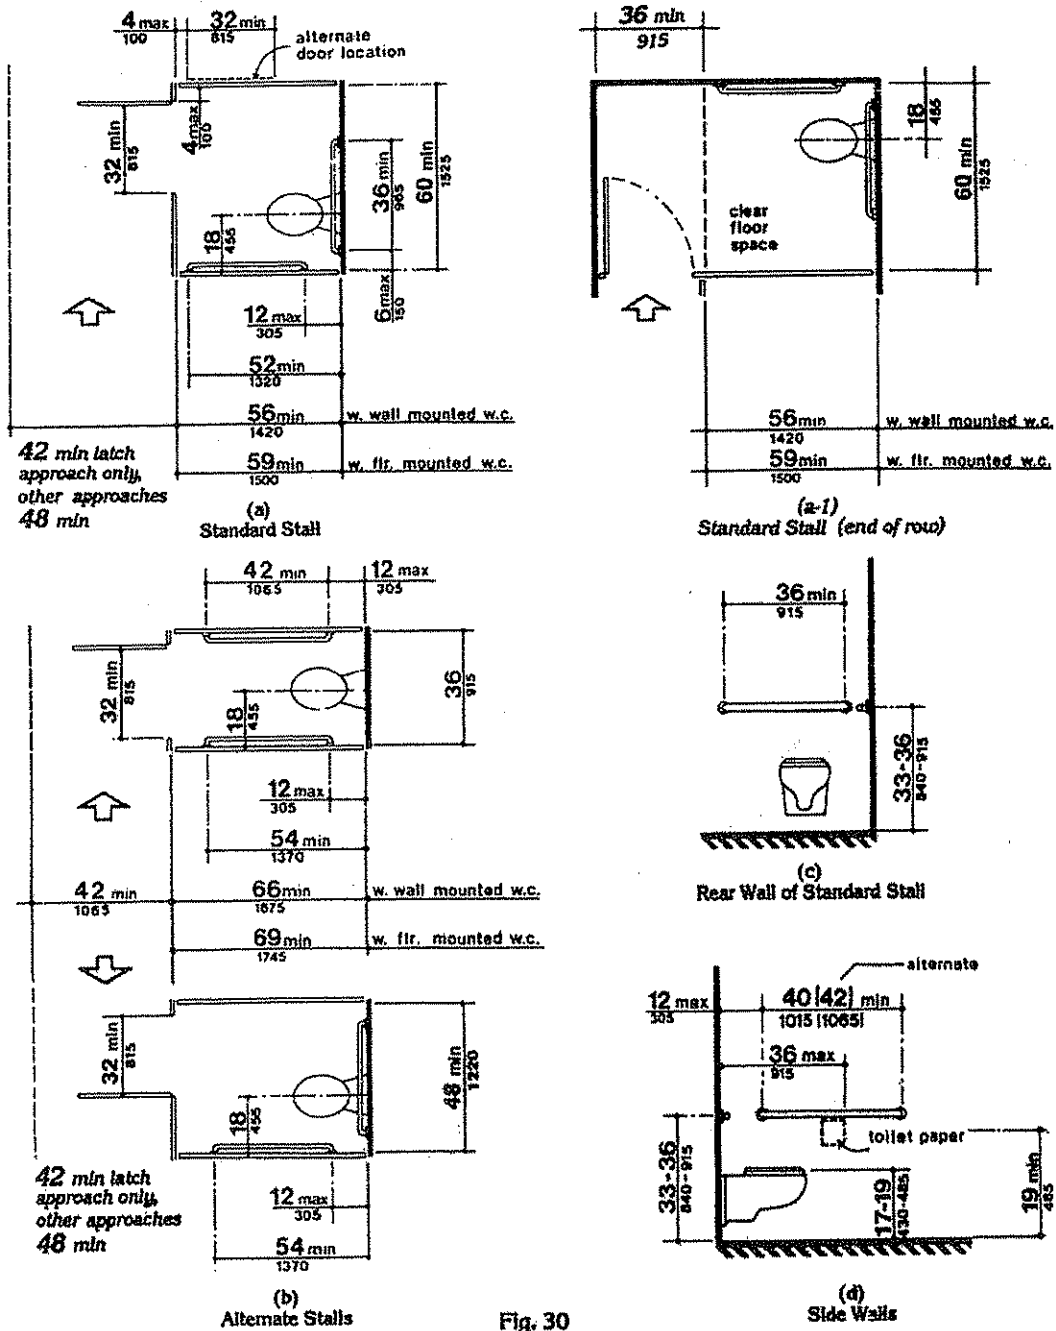 4 max
100
32 min
815
alternate
door location
32 min
815
4 max
100
36 min
965
60 min
1525
18
455
6 max
150
12 max
305
52 min
1320
56 min
1420
w. wall mounted w.c.
59 min
1500
w. flr. mounted w.c.
42 min latch
approach only,
other approaches
48 min
(a)
Standard Stall
36 min
915
18
455
60 min
1525
clear
floor
space
56 min
1420
w. wall mounted w.c.
59 min
1500
w. flr. mounted w.c.
(a-1)
Standard Stall (end of row)
42 min
1065
12 max
305
32 min
815
18
455
36
915
12 max
305
54 min
1370
42 min
1065
66 min
1675
w. wall mounted w.c.
69 min
1745
w. flr. mounted w.c.
32 min
815
18
455
48 min
1220
42 min latch
approach only,
other approaches
48 min
12 max
305
54 min
1370
(b)
Alternate Stalls
36 min
915
33-36
840-915
(c)
Rear Wall of Standard Stall
alternate
12 max
305
40 |42| min
1015 |1065|
36 max
915
toilet paper
33-36
840-915
17-19
430-485
19 min
485
(d)
Side Walls
Fig. 30